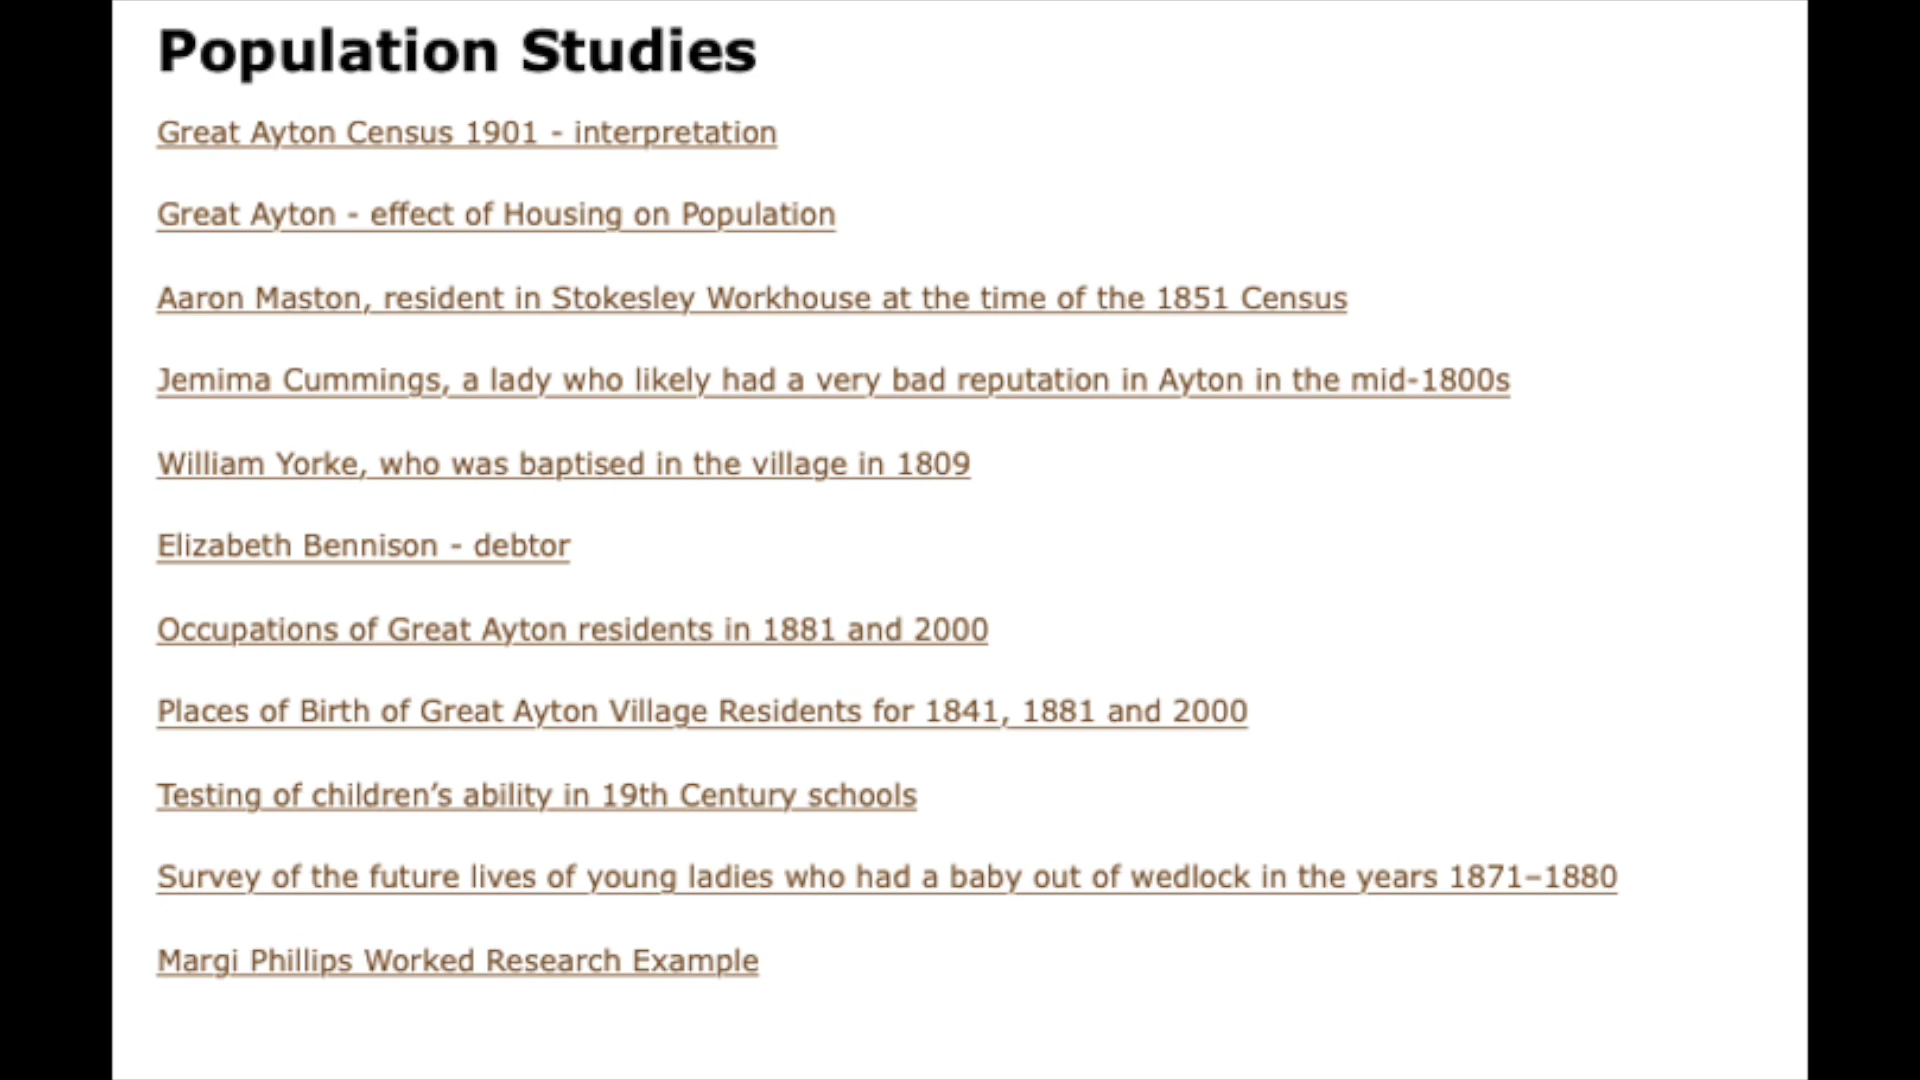 Population Studies
Great Ayton Census 1901 - interpretation
Great Ayton - effect of Housing on Population
Aaron Maston, resident in Stokesley Workhouse at the time of the 1851 Census
Jemima Cummings, a lady who likely had a very bad reputation in Ayton in the mid-1800s
William Yorke, who was baptised in the village in 1809
Elizabeth Bennison - debtor
Occupations of Great Ayton residents in 1881 and 2000
Places of Birth of Great Ayton Village Residents for 1841, 1881 and 2000
Testing of children’s ability in 19th Century schools
Survey of the future lives of young ladies who had a baby out of wedlock in the years 1871–1880
Margi Phillips Worked Research Example